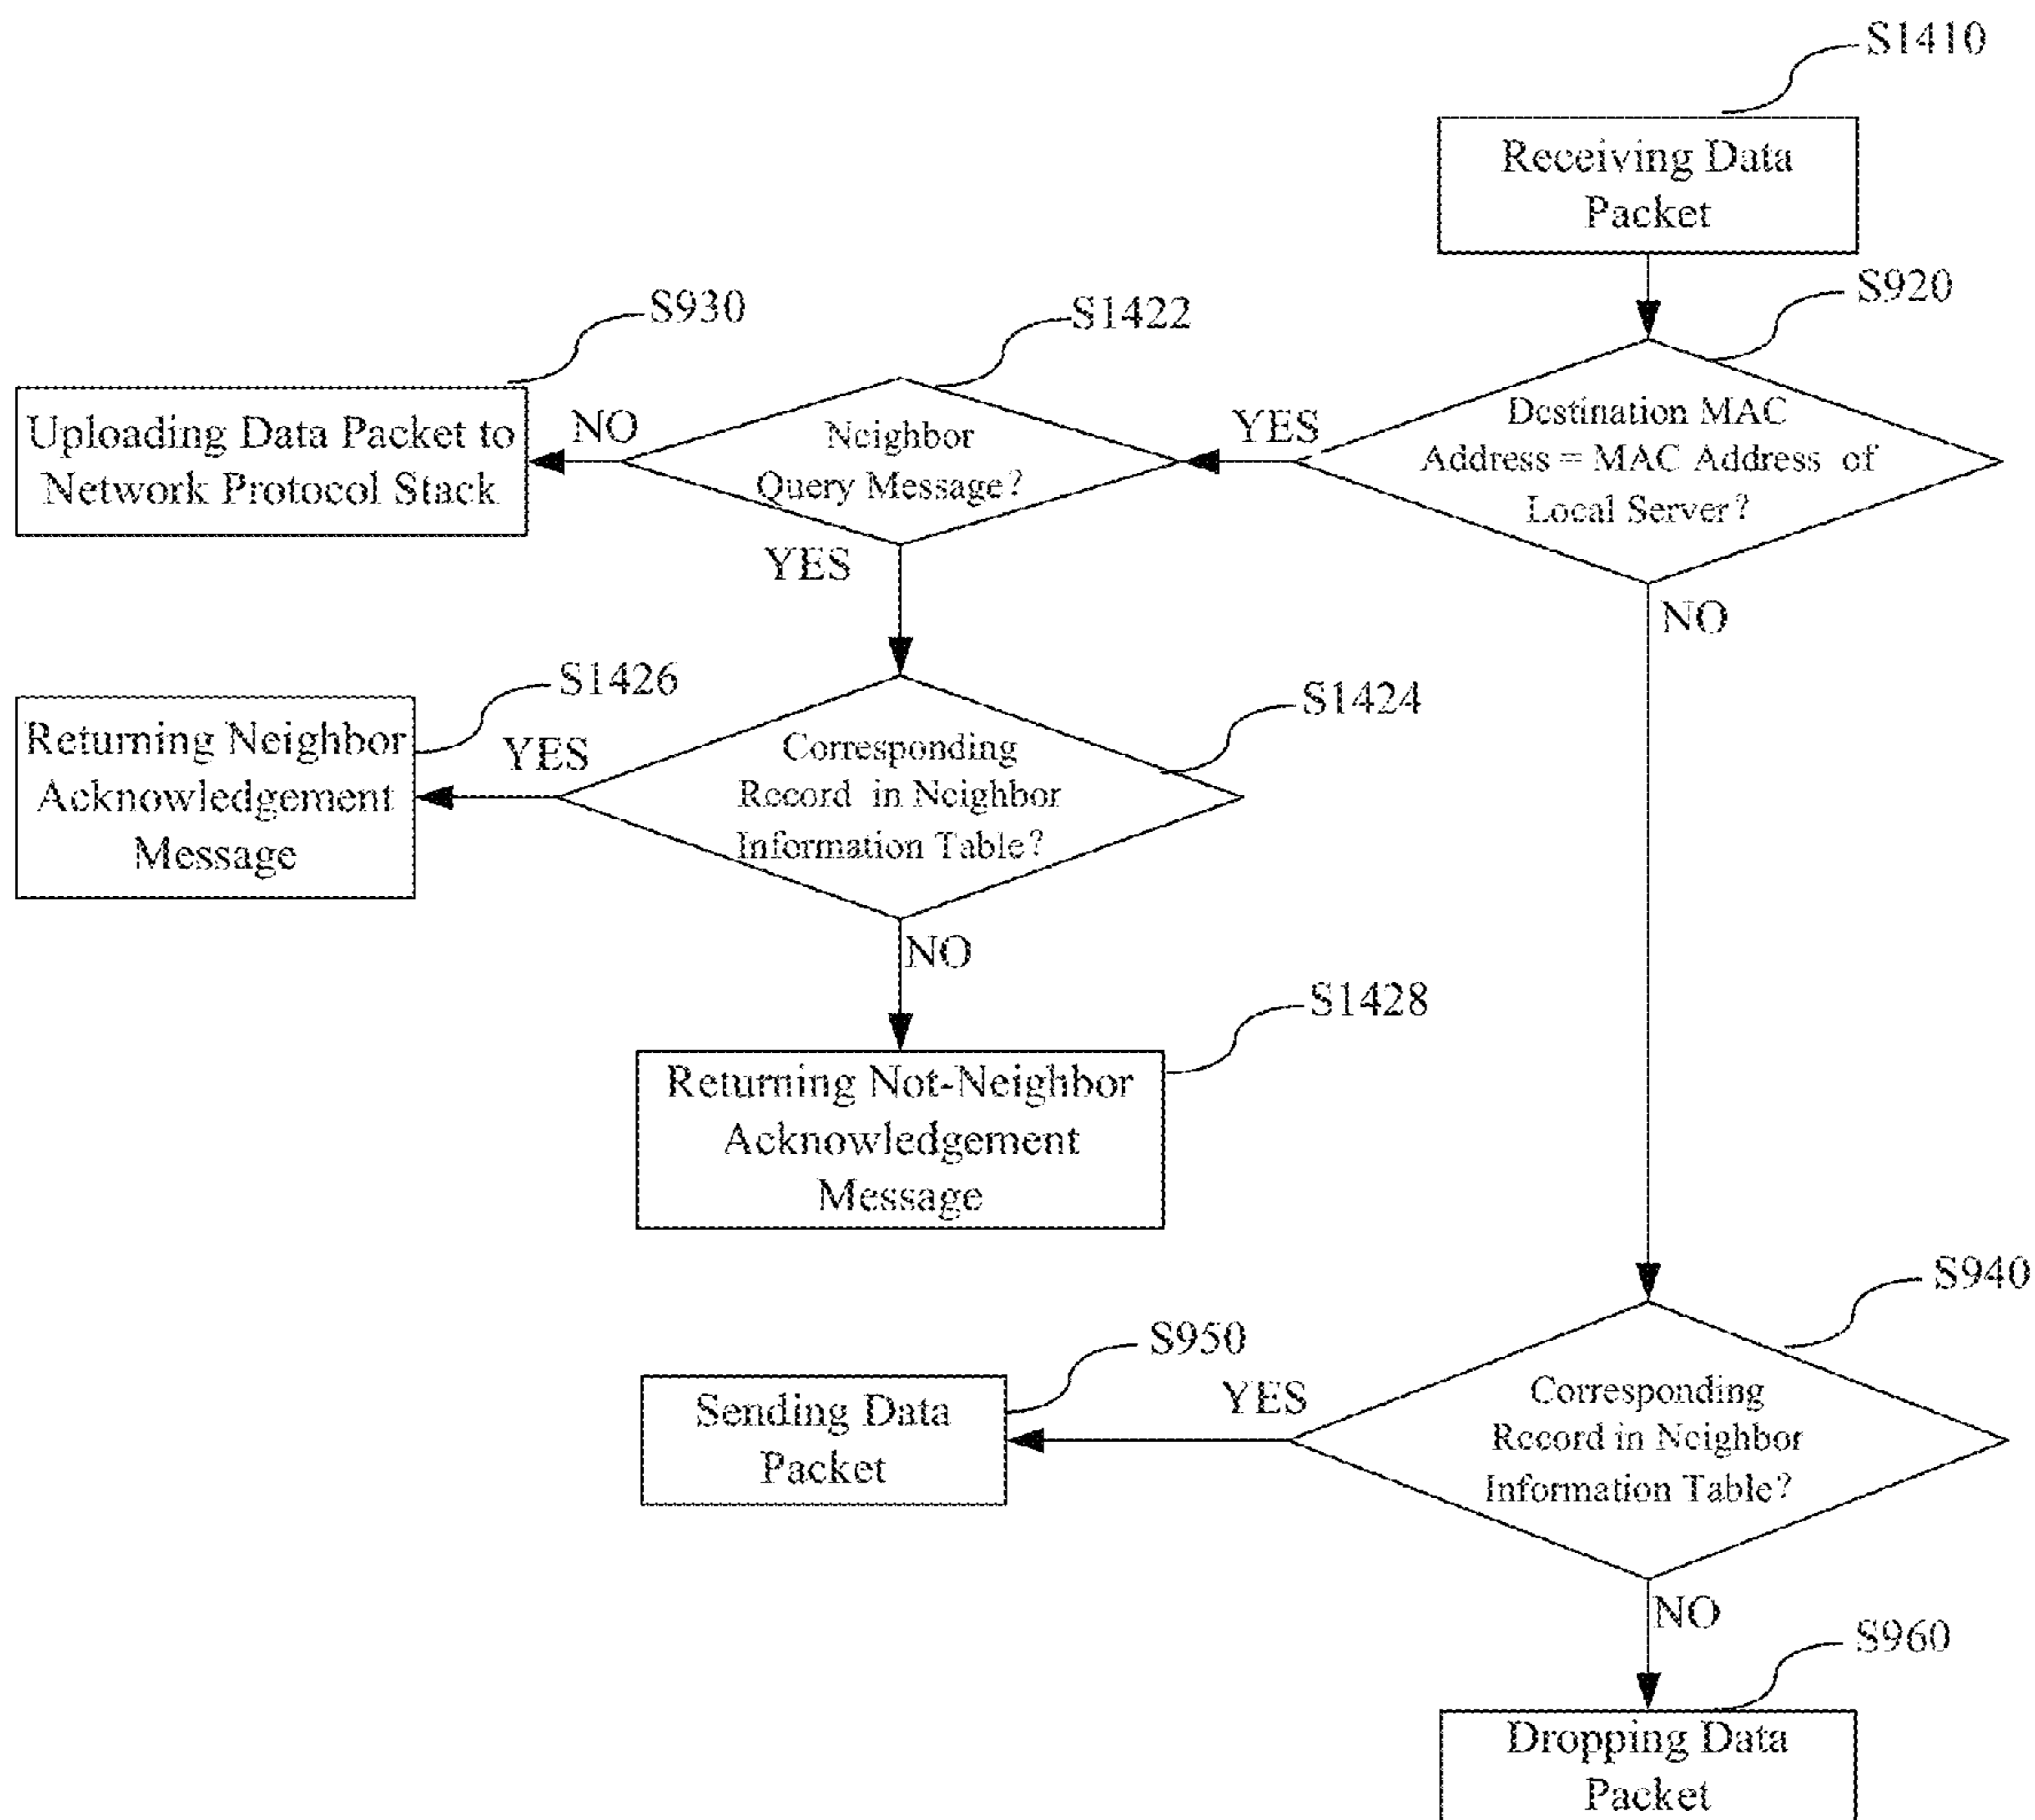 S1410
Receiving Data
Packet
S920
Destination MAC
Address = MAC Address of
Local Server?
YES
NO
S1422
Neighbor
Query Message?
NO
YES
S930
Uploading Data Packet to
Network Protocol Stack
S1424
Corresponding
Record in Neighbor
Information Table?
YES
NO
S1426
Returning Neighbor
Acknowledgement
Message
S1428
Returning Not-Neighbor
Acknowledgement
Message
S940
Corresponding
Record in Neighbor
Information Table?
YES
NO
S950
Sending Data
Packet
S960
Dropping Data
Packet